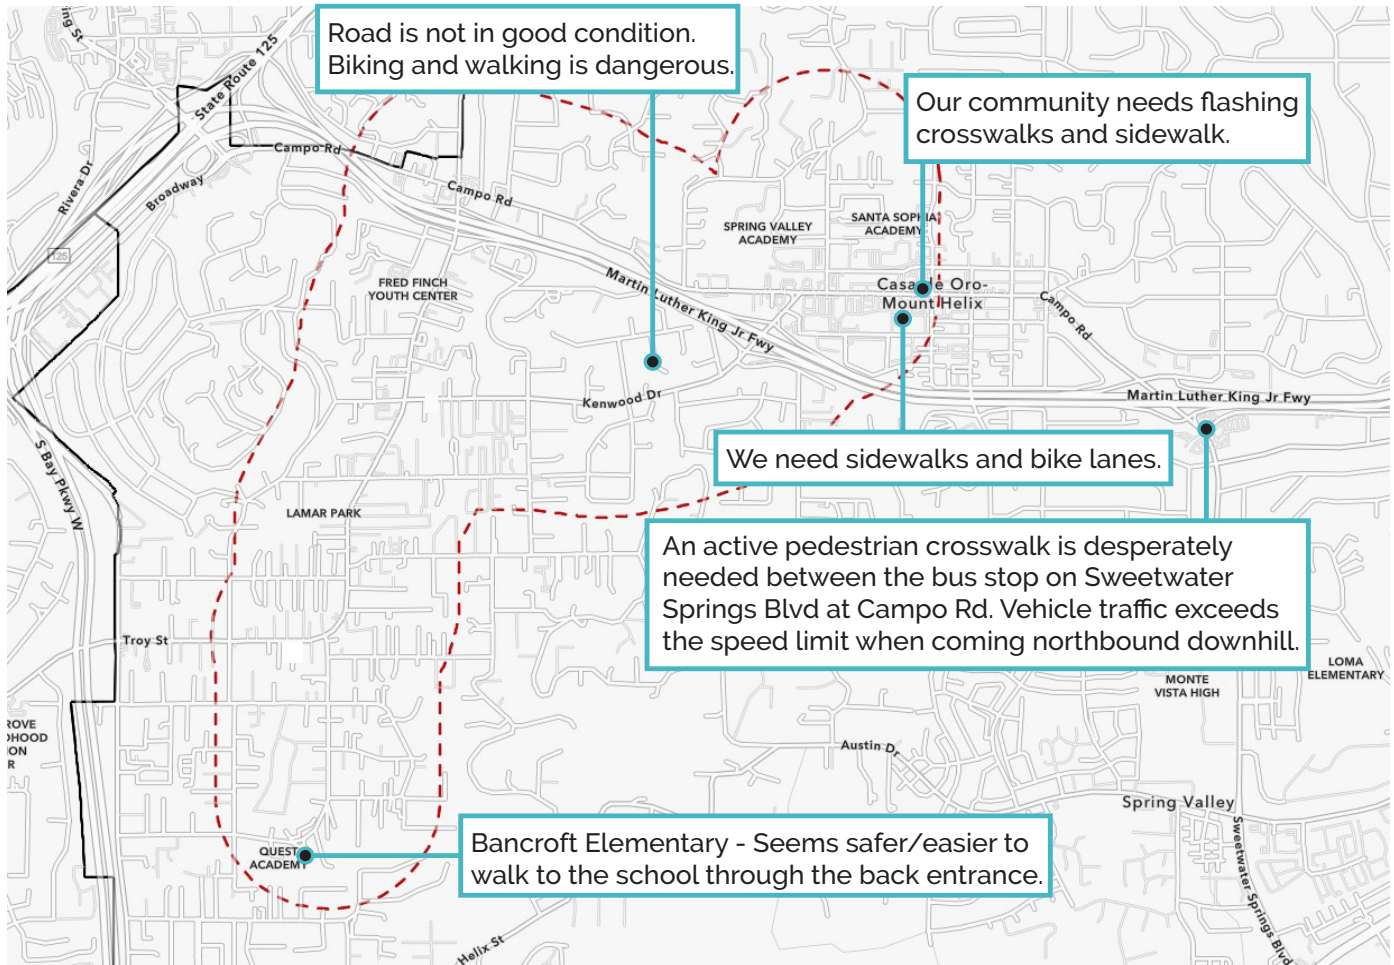 ing St
Road is not in good condition.
Biking and walking is dangerous.
State Route 125
Our community needs flashing
crosswalks and sidewalk.
Campo Rd
Rivera Dr
Broadway
Campo Rd
SPRING VALLEY
ACADEMY
SANTA SOPHIA
ACADEMY
125
FRED FINCH
YOUTH CENTER
Martin Luther King Jr Fwy
Casa de Oro-
Mount Helix
Campo Rd
Kenwood Dr
Martin Luther King Jr Fwy
S Bay Pkwy W
We need sidewalks and bike lanes.
LAMAR PARK
An active pedestrian crosswalk is desperately
needed between the bus stop on Sweetwater
Springs Blvd at Campo Rd. Vehicle traffic exceeds
the speed limit when coming northbound downhill.
Troy St
LOMA
ELEMENTARY
MONTE
VISTA HIGH
ROVE
DHOOD
ION
R
Austin Dr
Spring Valley
Sweetwater Springs Blvd
QUEST
ACADEMY
Bancroft Elementary - Seems safer/easier to
walk to the school through the back entrance.
Helix St